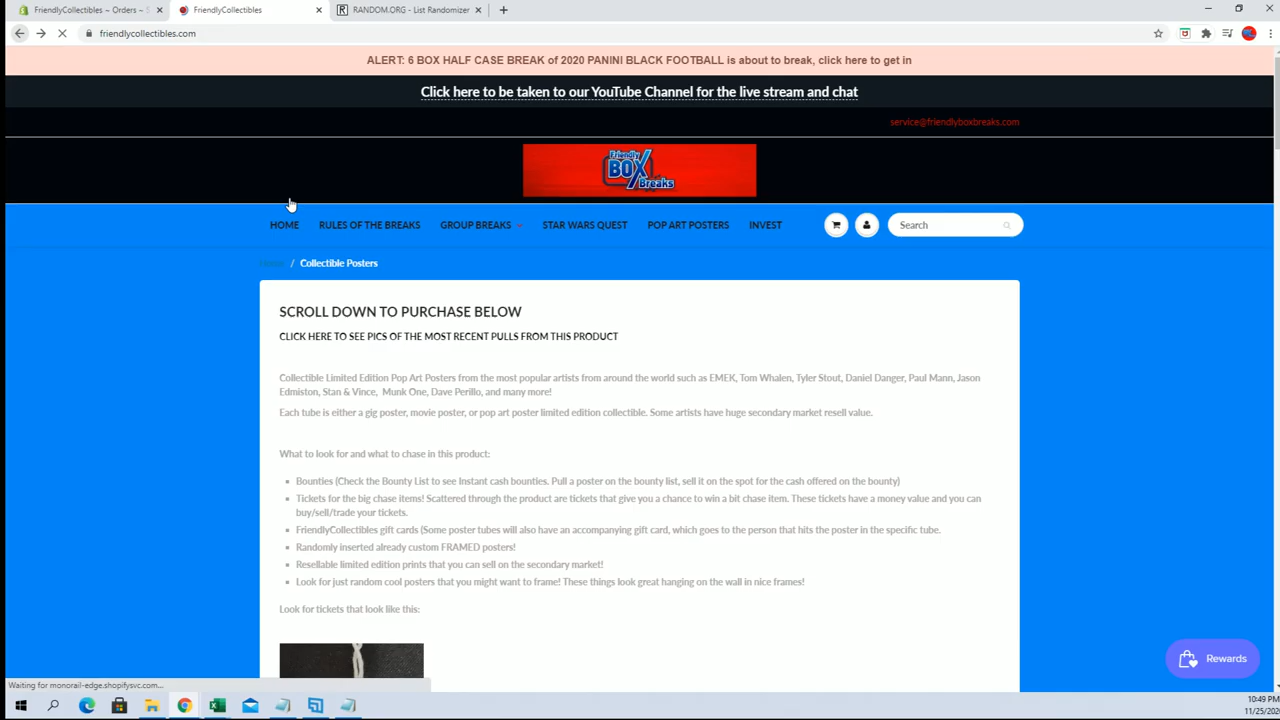 FriendlyCollectibles ~ Orders ~ S
FriendlyCollectibles
RANDOM.ORG - List Randomizer
friendlycollectibles.com
ALERT: 6 BOX HALF CASE BREAK of 2020 PANINI BLACK FOOTBALL is about to break, click here to get in
Click here to be taken to our YouTube Channel for the live stream and chat
service@friendlyboxbreaks.com
Friendly
BOX
Breaks
HOME
RULES OF THE BREAKS
GROUP BREAKS
STAR WARS QUEST
POP ART POSTERS
INVEST
Search
Home / Collectible Posters
SCROLL DOWN TO PURCHASE BELOW
CLICK HERE TO SEE PICS OF THE MOST RECENT PULLS FROM THIS PRODUCT
Collectible Limited Edition Pop Art Posters from the most popular artists from around the world such as EMEK, Tom Whalen, Tyler Stout, Daniel Danger, Paul Mann, Jason
Edmiston, Stan & Vince, Munk One, Dave Perillo, and many more!
Each tube is either a gig poster, movie poster, or pop art poster limited edition collectible. Some artists have huge secondary market resell value.
What to look for and what to chase in this product:
Bounties (Check the Bounty List to see Instant cash bounties. Pull a poster on the bounty list, sell it on the spot for the cash offered on the bounty)
Tickets for the big chase items! Scattered through the product are tickets that give you a chance to win a bit chase item. These tickets have a money value and you can
buy/sell/trade your tickets.
FriendlyCollectibles gift cards (Some poster tubes will also have an accompanying gift card, which goes to the person that hits the poster in the specific tube.
Randomly inserted already custom FRAMED posters!
Resellable limited edition prints that you can sell on the secondary market!
Look for just random cool posters that you might want to frame! These things look great hanging on the wall in nice frames!
Look for tickets that look like this:
Rewards
Waiting for monorail-edge.shopifysvc.com...
10:49 PM